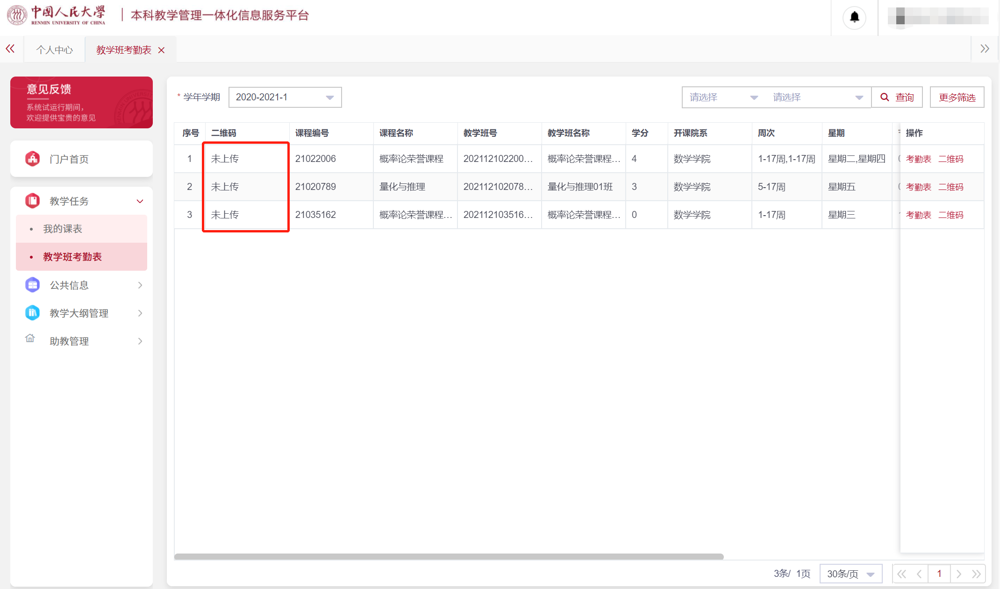 中国人民大学
RENMIN UNIVERSITY OF CHINA
本科教学管理一体化信息服务平台
个人中心
教学班考勤表
意见反馈
系统试运行期间，
欢迎提供宝贵的意见
门户首页
教学任务
我的课表
教学班考勤表
公共信息
教学大纲管理
助教管理
* 学年学期 2020-2021-1 请选择 请选择 查询 更多筛选
序号 二维码 课程编号 课程名称 教学班号 教学班名称 学分 开课院系 周次 星期 操作
1 未上传 21022006 概率论荣誉课程 202112102200... 概率论荣誉课程... 4 数学学院 1-17周,1-17周 星期二,星期四 考勤表 二维码
2 未上传 21020789 量化与推理 202112102078... 量化与推理01班 3 数学学院 5-17周 星期五 考勤表 二维码
3 未上传 21035162 概率论荣誉课程... 202112103516... 概率论荣誉课程... 0 数学学院 1-17周 星期三 考勤表 二维码
3条/ 1页 30条/页 1